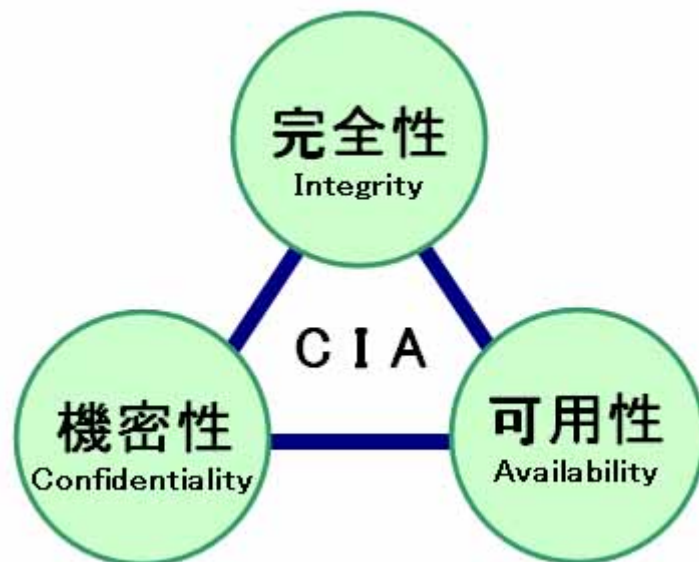 完全性
Integrity
CIA
機密性
Confidentiality
可用性
Availability